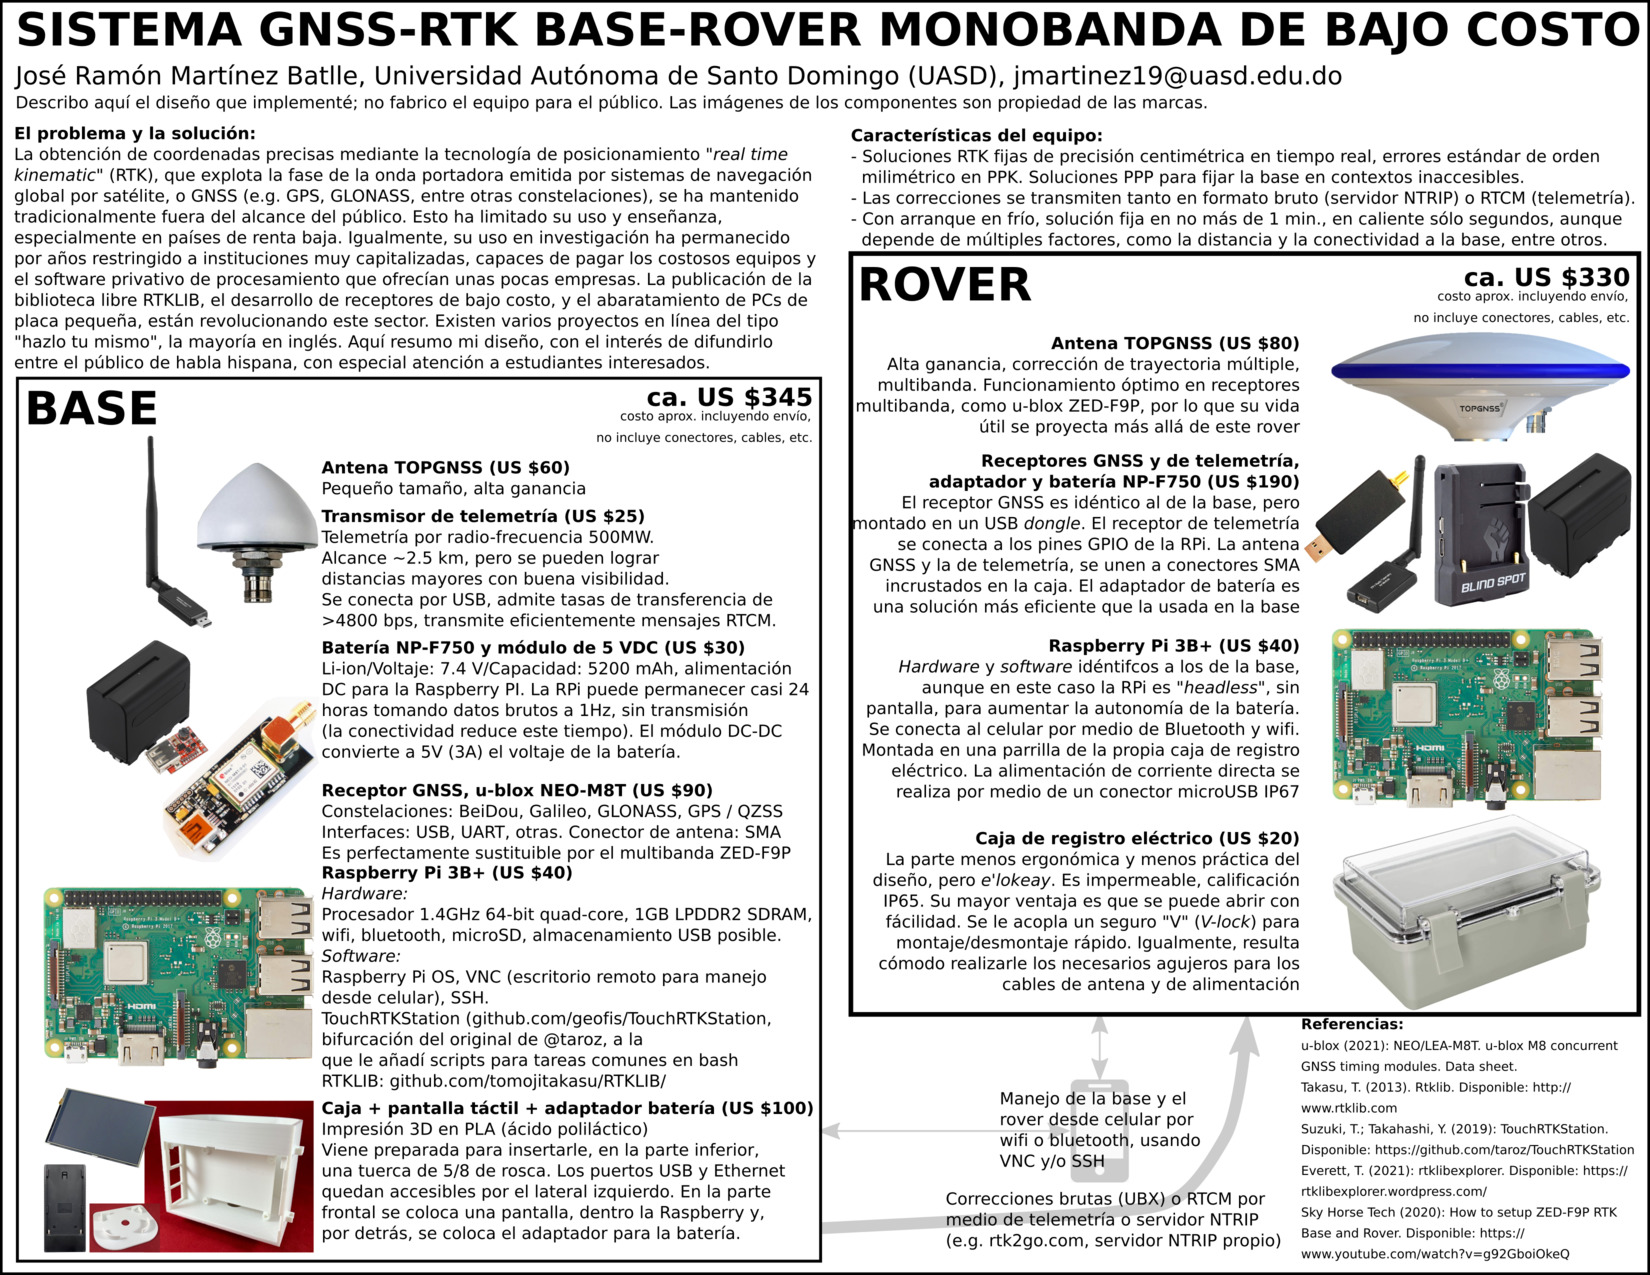 SISTEMA GNSS-RTK BASE-ROVER MONOBANDA DE BAJO COSTO
José Ramón Martínez Batlle, Universidad Autónoma de Santo Domingo (UASD), jmartinez19@uasd.edu.do
Describo aquí el diseño que implementé; no fabrico el equipo para el público. Las imágenes de los componentes son propiedad de las marcas.
El problema y la solución:
La obtención de coordenadas precisas mediante la tecnología de posicionamiento "real time
kinematic" (RTK), que explota la fase de la onda portadora emitida por sistemas de navegación
global por satélite, o GNSS (e.g. GPS, GLONASS, entre otras constelaciones), se ha mantenido
tradicionalmente fuera del alcance del público. Esto ha limitado su uso y enseñanza,
especialmente en países de renta baja. Igualmente, su uso en investigación ha permanecido
por años restringido a instituciones muy capitalizadas, capaces de pagar los costosos equipos y
el software privativo de procesamiento que ofrecían unas pocas empresas. La publicación de la
biblioteca libre RTKLIB, el desarrollo de receptores de bajo costo, y el abaratamiento de PCs de
placa pequeña, están revolucionando este sector. Existen varios proyectos en línea del tipo
"hazlo tu mismo", la mayoría en inglés. Aquí resumo mi diseño, con el interés de difundirlo
entre el público de habla hispana, con especial atención a estudiantes interesados.
Características del equipo:
- Soluciones RTK fijas de precisión centimétrica en tiempo real, errores estándar de orden
milimétrico en PPK. Soluciones PPP para fijar la base en contextos inaccesibles.
- Las correcciones se transmiten tanto en formato bruto (servidor NTRIP) o RTCM (telemetría).
- Con arranque en frío, solución fija en no más de 1 min., en caliente sólo segundos, aunque
depende de múltiples factores, como la distancia y la conectividad a la base, entre otros.
BASE
ca. US $345
costo aprox. incluyendo envío,
no incluye conectores, cables, etc.
Antena TOPGNSS (US $60)
Pequeño tamaño, alta ganancia
Transmisor de telemetría (US $25)
Telemetría por radio-frecuencia 500MW.
Alcance ~2.5 km, pero se pueden lograr
distancias mayores con buena visibilidad.
Se conecta por USB, admite tasas de transferencia de
>4800 bps, transmite eficientemente mensajes RTCM.
Batería NP-F750 y módulo de 5 VDC (US $30)
Li-ion/Voltaje: 7.4 V/Capacidad: 5200 mAh, alimentación
DC para la Raspberry PI. La RPi puede permanecer casi 24
horas tomando datos brutos a 1Hz, sin transmisión
(la conectividad reduce este tiempo). El módulo DC-DC
convierte a 5V (3A) el voltaje de la batería.
Receptor GNSS, u-blox NEO-M8T (US $90)
Constelaciones: BeiDou, Galileo, GLONASS, GPS / QZSS
Interfaces: USB, UART, otras. Conector de antena: SMA
Es perfectamente sustituible por el multibanda ZED-F9P
Raspberry Pi 3B+ (US $40)
Hardware:
Procesador 1.4GHz 64-bit quad-core, 1GB LPDDR2 SDRAM,
wifi, bluetooth, microSD, almacenamiento USB posible.
Software:
Raspberry Pi OS, VNC (escritorio remoto para manejo
desde celular), SSH.
TouchRTKStation (github.com/geofis/TouchRTKStation,
bifurcación del original de @taroz, a la
que le añadí scripts para tareas comunes en bash
RTKLIB: github.com/tomojitakasu/RTKLIB/
HDMI
Caja + pantalla táctil + adaptador batería (US $100)
Impresión 3D en PLA (ácido poliláctico)
Viene preparada para insertarle, en la parte inferior,
una tuerca de 5/8 de rosca. Los puertos USB y Ethernet
quedan accesibles por el lateral izquierdo. En la parte
frontal se coloca una pantalla, dentro la Raspberry y,
por detrás, se coloca el adaptador para la batería.
ROVER
ca. US $330
costo aprox. incluyendo envío,
no incluye conectores, cables, etc.
Antena TOPGNSS (US $80)
Alta ganancia, corrección de trayectoria múltiple,
multibanda. Funcionamiento óptimo en receptores
multibanda, como u-blox ZED-F9P, por lo que su vida
útil se proyecta más allá de este rover
TOPGNSS
Receptores GNSS y de telemetría,
adaptador y batería NP-F750 (US $190)
El receptor GNSS es idéntico al de la base, pero
montado en un USB dongle. El receptor de telemetría
se conecta a los pines GPIO de la RPi. La antena
GNSS y la de telemetría, se unen a conectores SMA
incrustados en la caja. El adaptador de batería es
una solución más eficiente que la usada en la base
BLIND SPOT
Raspberry Pi 3B+ (US $40)
Hardware y software idéntifcos a los de la base,
aunque en este caso la RPi es "headless", sin
pantalla, para aumentar la autonomía de la batería.
Se conecta al celular por medio de Bluetooth y wifi.
Montada en una parrilla de la propia caja de registro
eléctrico. La alimentación de corriente directa se
realiza por medio de un conector microUSB IP67
HDMI
Caja de registro eléctrico (US $20)
La parte menos ergonómica y menos práctica del
diseño, pero e'lokeay. Es impermeable, calificación
IP65. Su mayor ventaja es que se puede abrir con
fácilidad. Se le acopla un seguro "V" (V-lock) para
montaje/desmontaje rápido. Igualmente, resulta
cómodo realizarle los necesarios agujeros para los
cables de antena y de alimentación
Manejo de la base y el
rover desde celular por
wifi o bluetooth, usando
VNC y/o SSH
Correcciones brutas (UBX) o RTCM por
medio de telemetría o servidor NTRIP
(e.g. rtk2go.com, servidor NTRIP propio)
Referencias:
u-blox (2021): NEO/LEA-M8T. u-blox M8 concurrent
GNSS timing modules. Data sheet.
Takasu, T. (2013). Rtklib. Disponible: http://
www.rtklib.com
Suzuki, T.; Takahashi, Y. (2019): TouchRTKStation.
Disponible: https://github.com/taroz/TouchRTKStation
Everett, T. (2021): rtklibexplorer. Disponible: https://
rtklibexplorer.wordpress.com/
Sky Horse Tech (2020): How to setup ZED-F9P RTK
Base and Rover. Disponible: https://
www.youtube.com/watch?v=g92GboiOkeQ